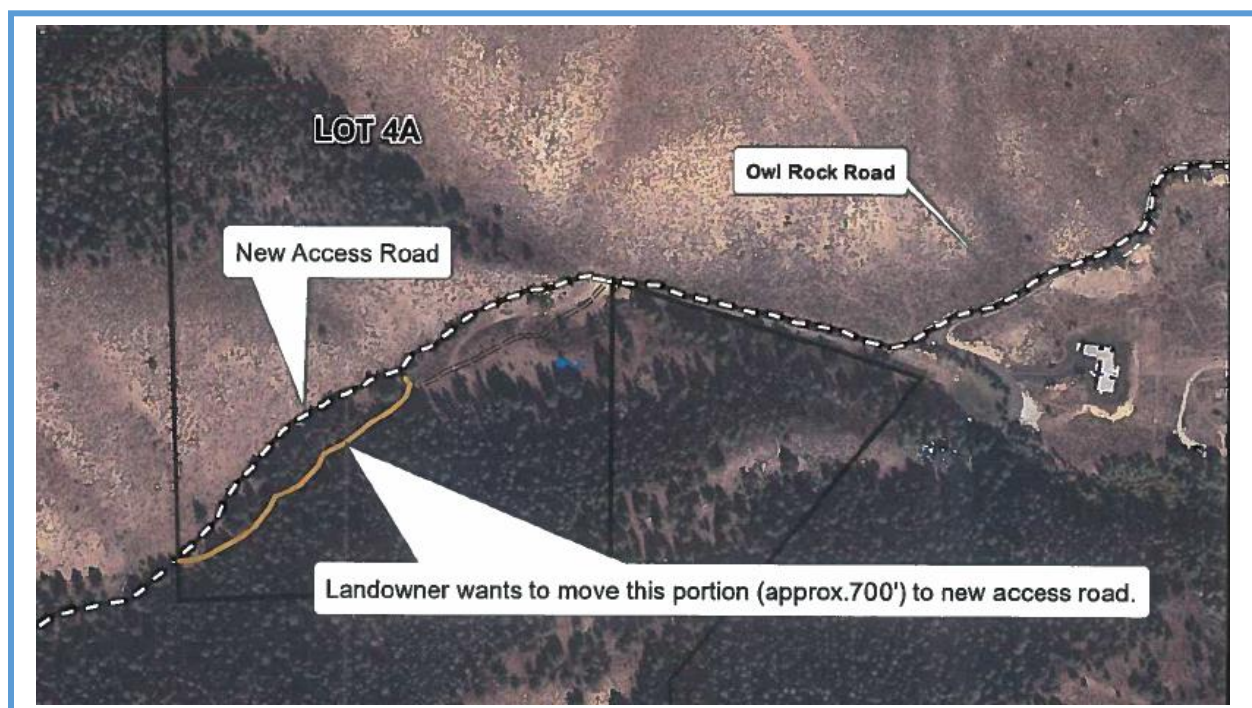 LOT 4A
Owl Rock Road
New Access Road
Landowner wants to move this portion (approx.700') to new access road.